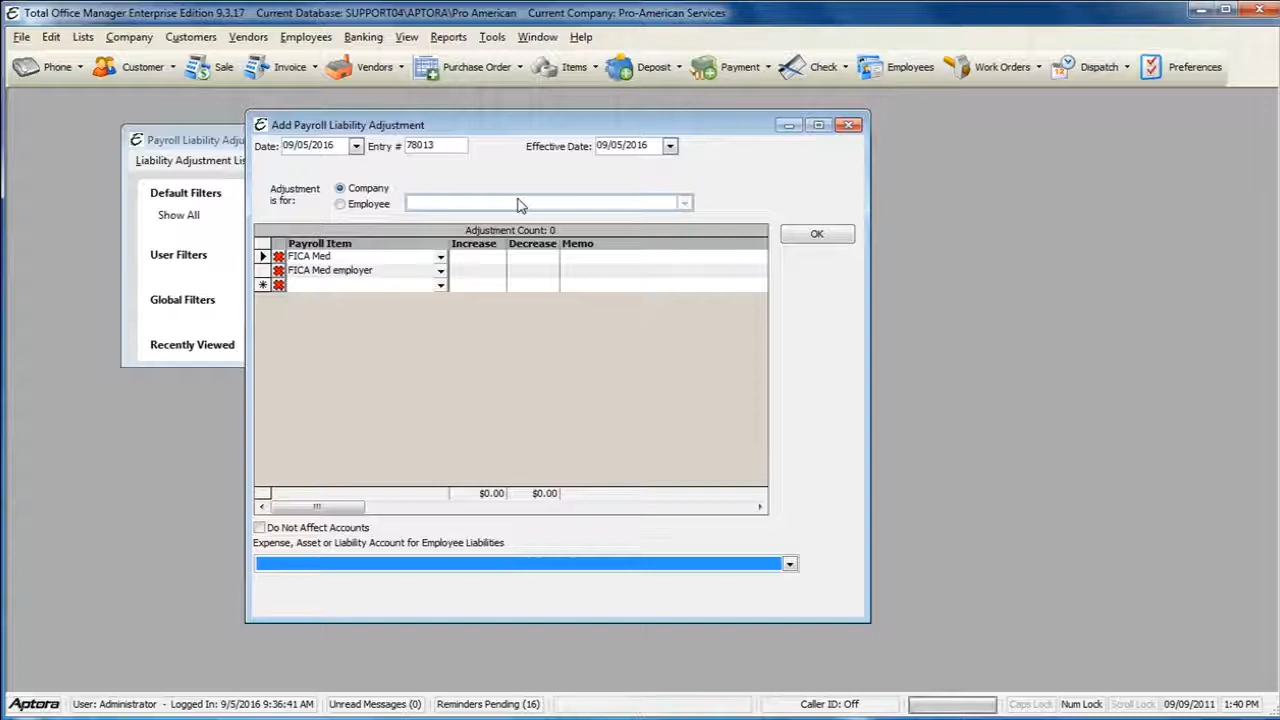 Total Office Manager Enterprise Edition 9.3.17    Current Database: SUPPORT04\APTORA\Pro American    Current Company: Pro-American Services
File Edit Lists Company Customers Vendors Employees Banking View Reports Tools Window Help
Phone Customer Sale Invoice Vendors Purchase Order Items Deposit Payment Check Employees Work Orders Dispatch Preferences
Add Payroll Liability Adjustment
Payroll Liability Adju
Date: 09/05/2016 Entry # 78013 Effective Date: 09/05/2016
Liability Adjustment Lis
Default Filters
Show All
User Filters
Global Filters
Recently Viewed
Adjustment is for:
Company
Employee
Adjustment Count: 0
OK
Payroll Item Increase Decrease Memo
FICA Med
FICA Med employer
$0.00 $0.00
Do Not Affect Accounts
Expense, Asset or Liability Account for Employee Liabilities
Aptora User: Administrator - Logged In: 9/5/2016 9:36:41 AM Unread Messages (0) Reminders Pending (16) Caller ID: Off Caps Lock Num Lock Scroll Lock 09/09/2011 1:40 PM